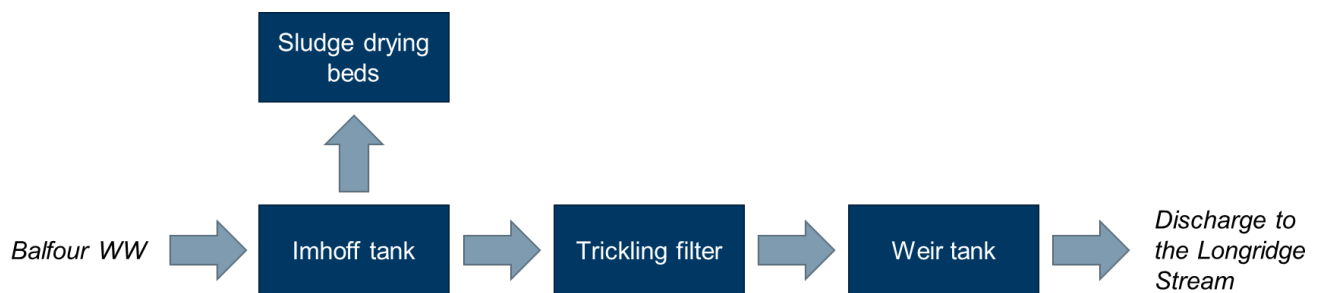 Sludge drying
beds
Balfour WW
Imhoff tank
Trickling filter
Weir tank
Discharge to
the Longridge
Stream